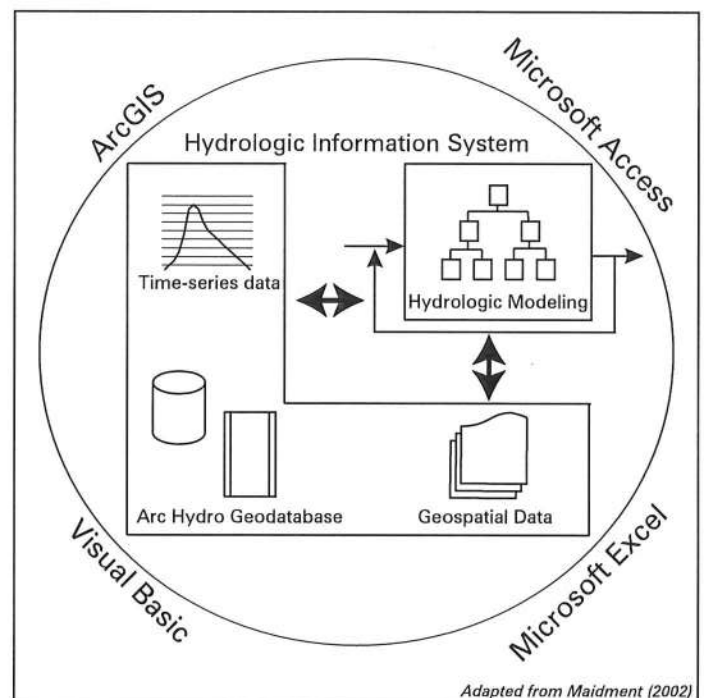 ArcGIS
Microsoft Access
Hydrologic Information System
Time-series data
Hydrologic Modeling
Arc Hydro Geodatabase
Geospatial Data
Visual Basic
Microsoft Excel
Adapted from Maidment (2002)